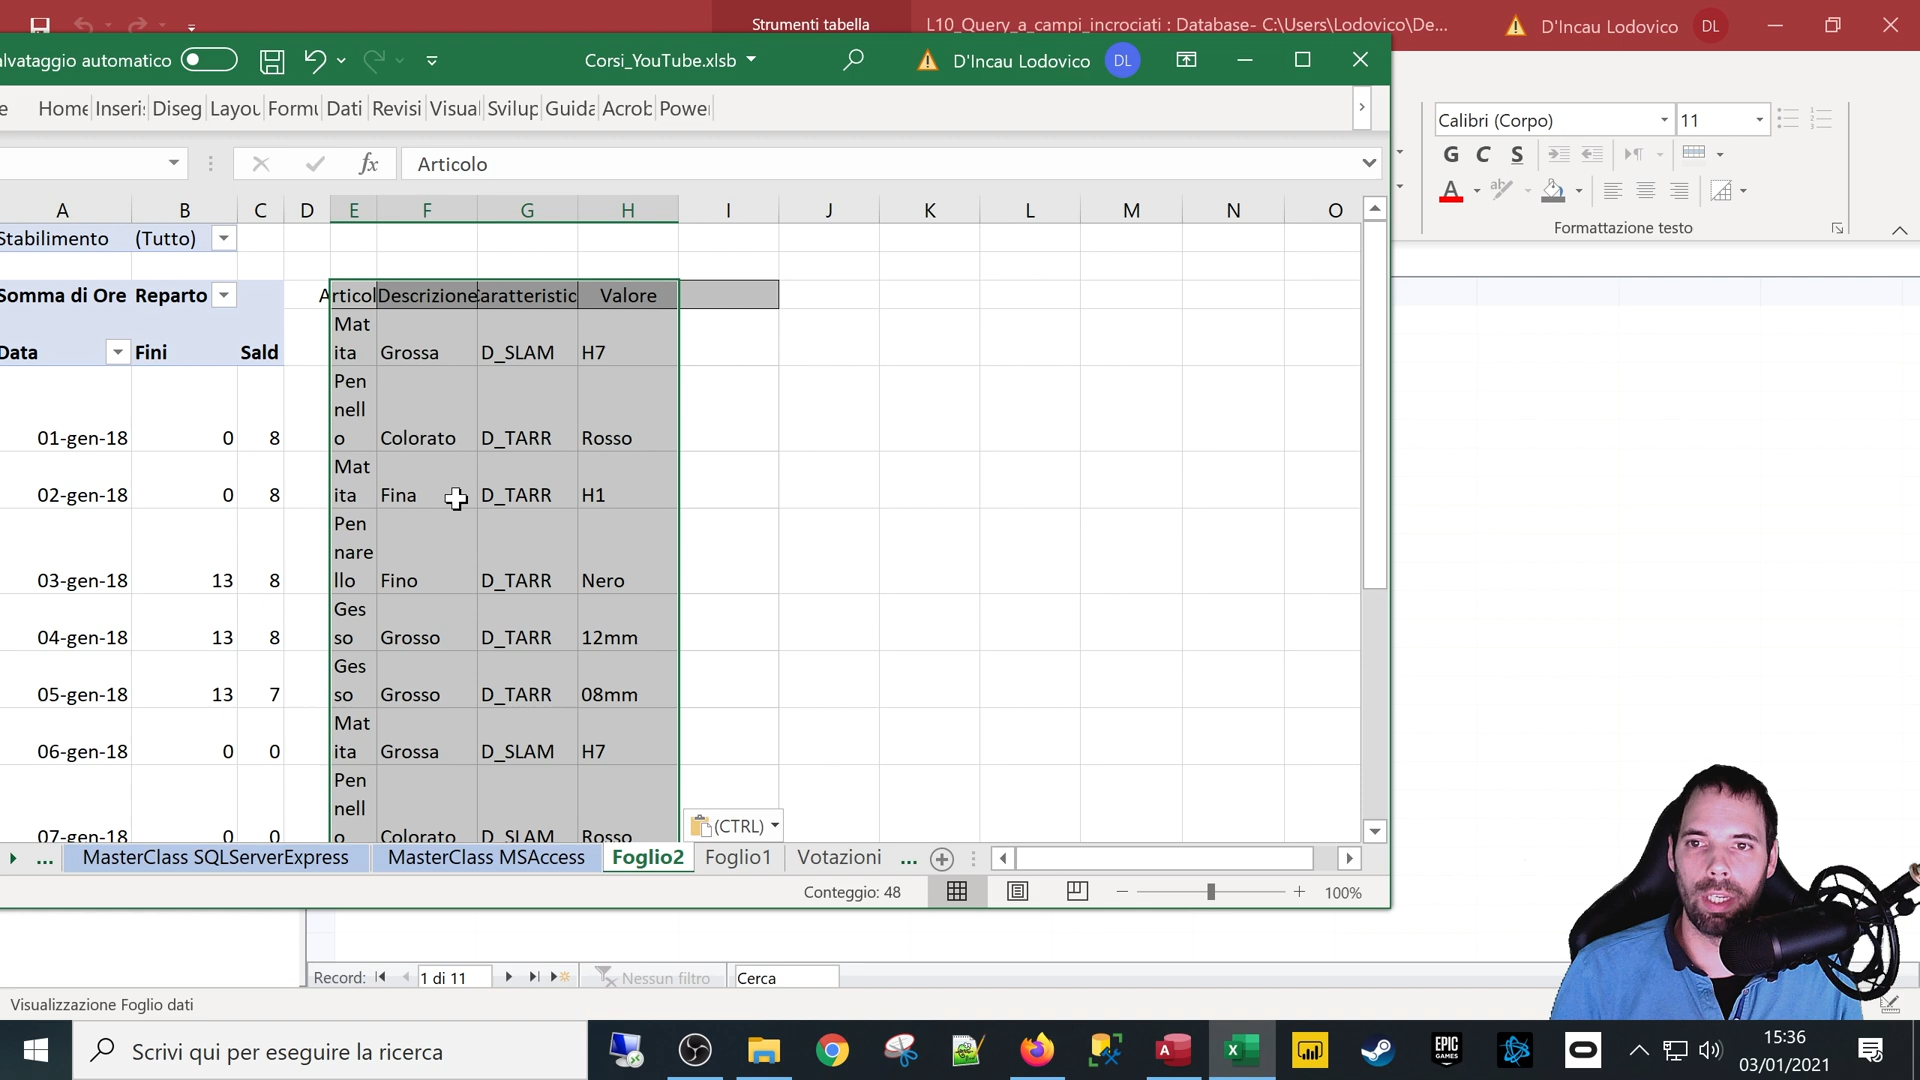 Strumenti tabella
L10_Query_a_campi_incrociati : Database- C:\Users\Lodovico\De...
D'Incau Lodovico
DL
alvataggio automatico
Corsi_YouTube.xlsb
D'Incau Lodovico
DL
e Home Inseri: Diseg Layou Formu Dati Revisi Visual Svilup Guida Acrob Power
Calibri (Corpo) 11
G C S
Formattazione testo
fx Articolo
A B C D E F G H I J K L M N O
Stabilimento (Tutto)
Somma di Ore Reparto
Articol Descrizione Caratteristic Valore
Data Fini Sald
Mat
ita Grossa D_SLAM H7
Pen
nell
01-gen-18 0 8 o Colorato D_TARR Rosso
Mat
02-gen-18 0 8 ita Fina D_TARR H1
Pen
nare
03-gen-18 13 8 llo Fino D_TARR Nero
Ges
04-gen-18 13 8 so Grosso D_TARR 12mm
Ges
05-gen-18 13 7 so Grosso D_TARR 08mm
Mat
06-gen-18 0 0 ita Grossa D_SLAM H7
Pen
nell
07-gen-18 0 0 o Colorato D_SLAM Rosso
(CTRL)
... MasterClass SQLServerExpress MasterClass MSAccess Foglio2 Foglio1 Votazioni ...
Conteggio: 48 100%
Record: 1 di 11 Nessun filtro Cerca
Visualizzazione Foglio dati
Scrivi qui per eseguire la ricerca
EPIC
GAMES
15:36
03/01/2021